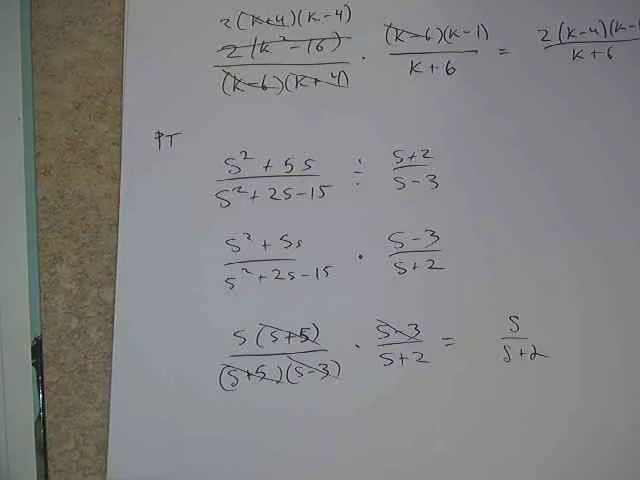 2(k+4)(k-4)
2(k²-16) / (k-6)(k+4) · (k-6)(k-1) / k+6 = 2(k-4)(k-1 / k+6
PT
s²+5s / s²+2s-15 ÷ s+2 / s-3
s²+5s / s²+2s-15 · s-3 / s+2
s(s+5) / (s+5)(s-3) · s-3 / s+2 = s / s+2